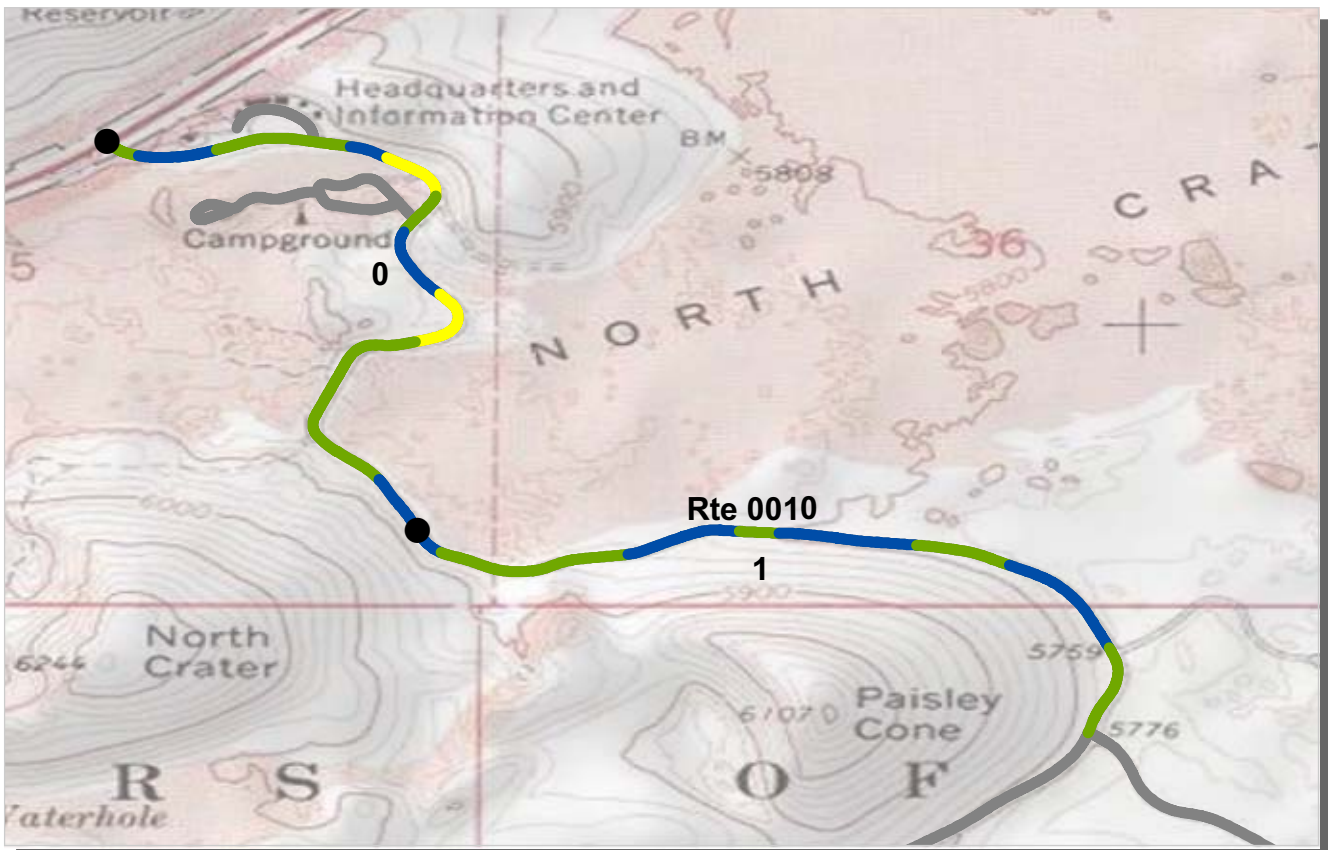 Reservoir
Headquarters and
Information Center
BM
5808
5900
C R A
36
5800
5
Campground
0
N O R T H
6000
Rte 0010
1
5900
North
Crater
6244
5759
Paisley
Cone
6107
5776
R S
O F
Waterhole